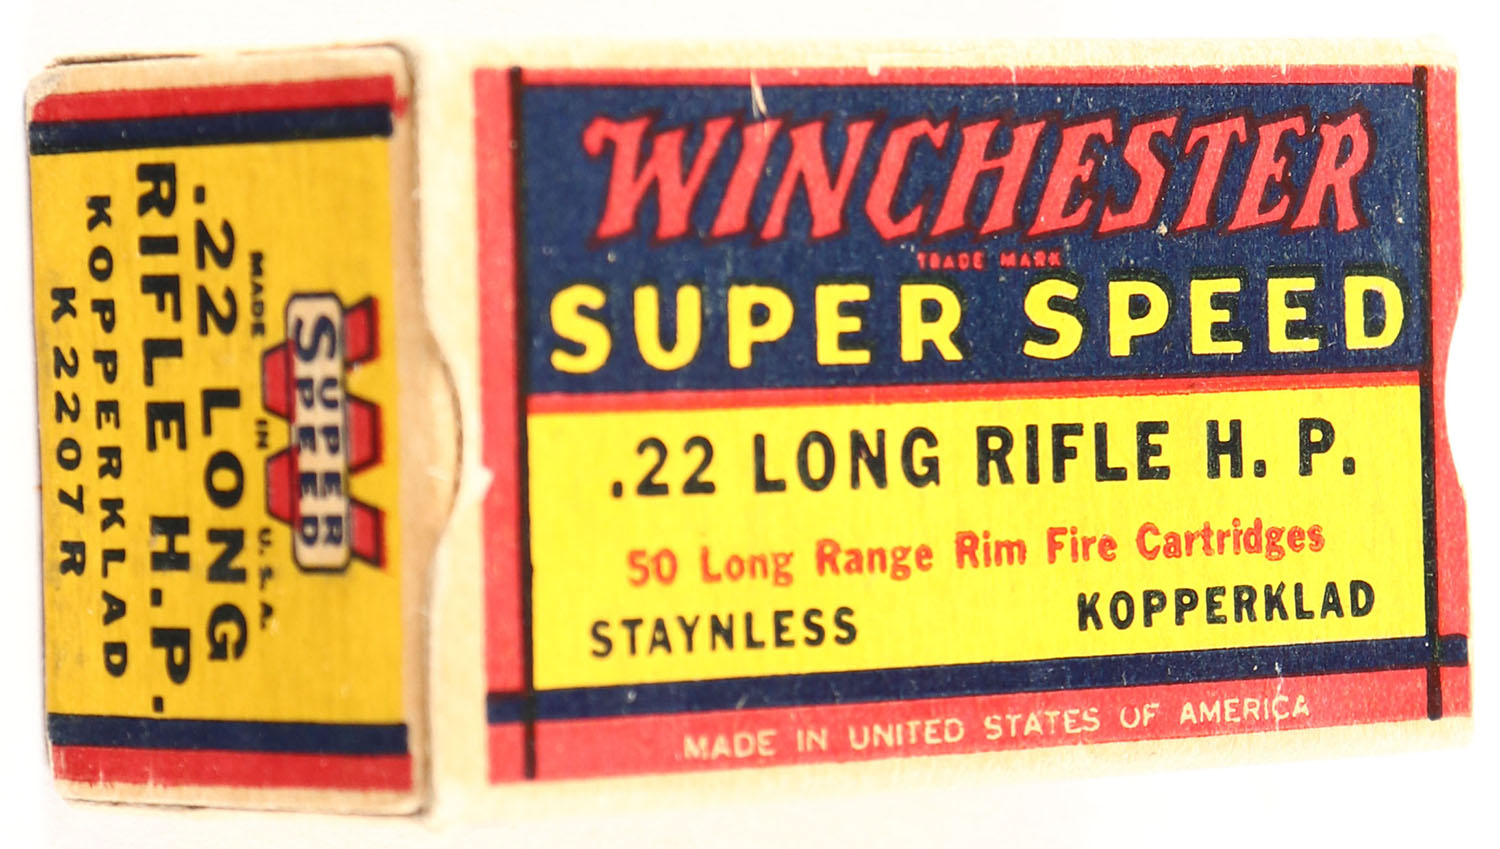 WINCHESTER
TRADE MARK
SUPER SPEED
.22 LONG RIFLE H. P.
50 Long Range Rim Fire Cartridges
STAYNLESS KOPPERKLAD
MADE IN UNITED STATES OF AMERICA
SUPER
SPEED
MADE IN U.S.A.
.22 LONG
RIFLE H.P.
KOPPERKLAD
K2207R